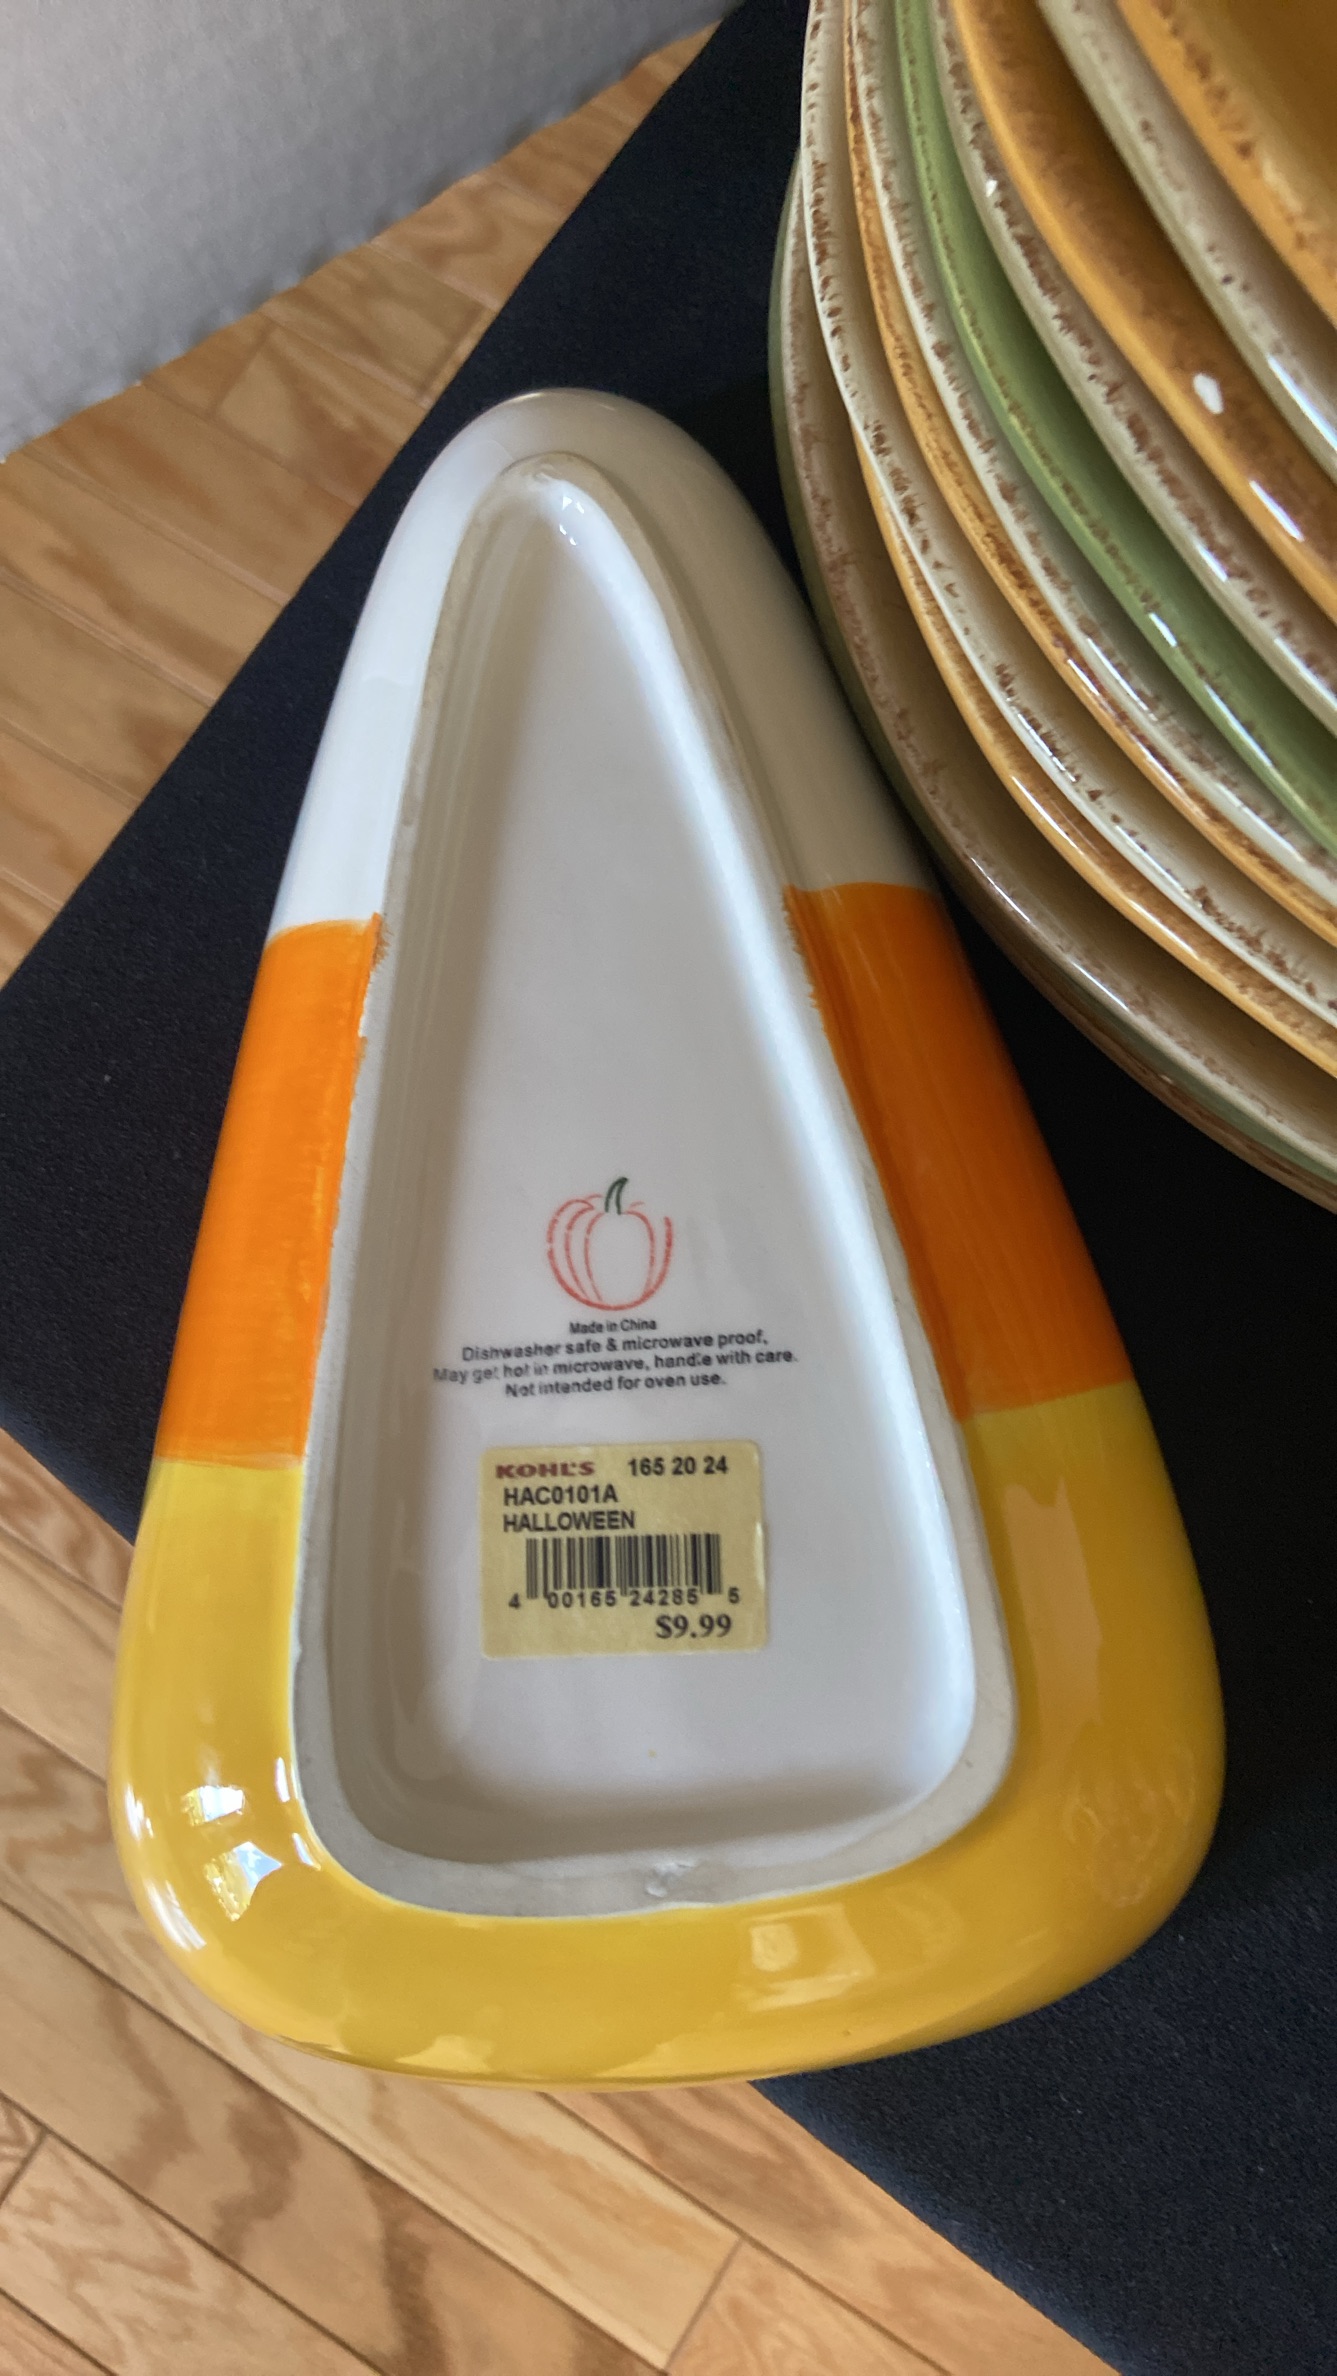 Made in China
Dishwasher safe & microwave proof,
May get hot in microwave, handle with care.
Not intended for oven use.
KOHL'S 165 20 24
HAC0101A
HALLOWEEN
4 00165 24285 5
$9.99